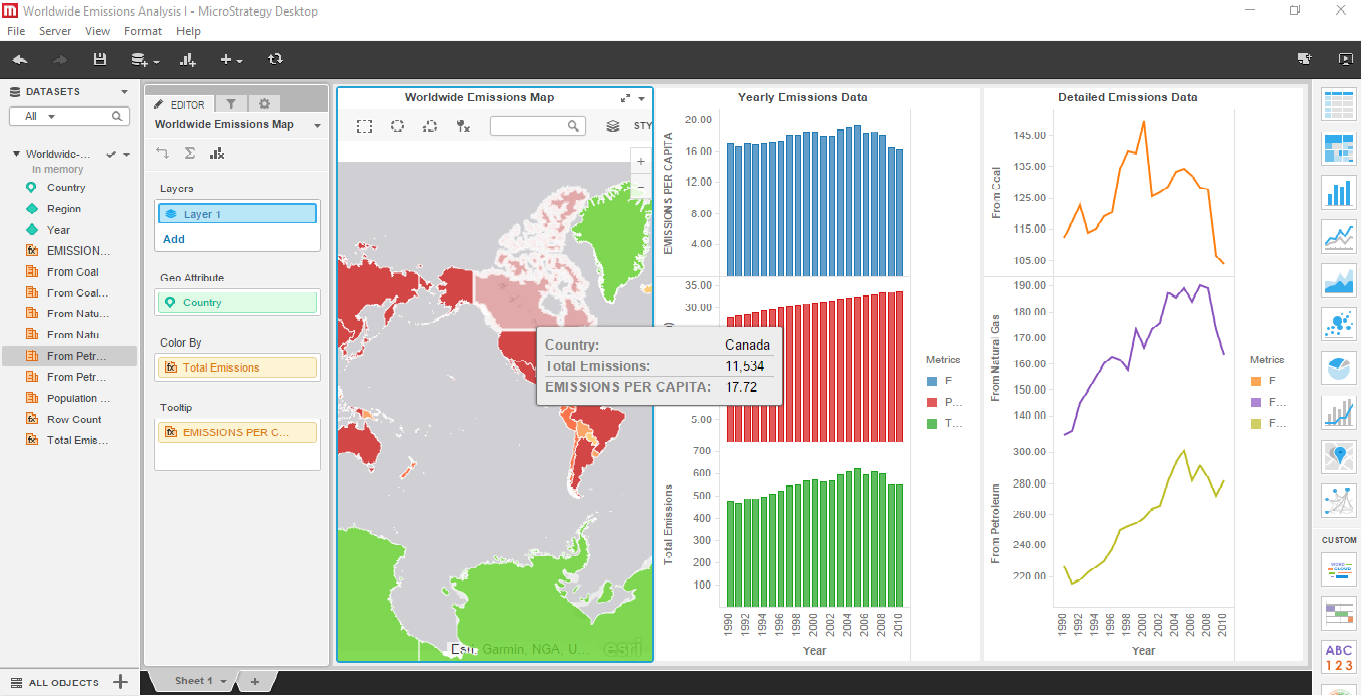 Worldwide Emissions Analysis I - MicroStrategy Desktop
File Server View Format Help
DATASETS
All
Worldwide-...
In memory
Country
Region
Year
EMISSION...
From Coal
From Coal...
From Natu...
From Natu
From Petr...
From Petr...
Population ...
Row Count
Total Emis...
ALL OBJECTS
EDITOR
Worldwide Emissions Map
Layers
Layer 1
Add
Geo Attribute
Country
Color By
Total Emissions
Tooltip
EMISSIONS PER C...
Worldwide Emissions Map
STY
+
−
Country: Canada
Total Emissions: 11,534
EMISSIONS PER CAPITA: 17.72
Esri, Garmin, NGA, U...
esri
Yearly Emissions Data
EMISSIONS PER CAPITA
20.00
16.00
12.00
8.00
4.00
35.00
30.00
5.00
Total Emissions
700
600
500
400
300
200
100
1990 1992 1994 1996 1998 2000 2002 2004 2006 2008 2010
Year
Metrics
E
P...
T...
Detailed Emissions Data
From Coal
145.00
135.00
125.00
115.00
105.00
From Natural Gas
190.00
180.00
170.00
160.00
150.00
140.00
From Petroleum
300.00
280.00
260.00
240.00
220.00
1990 1992 1994 1996 1998 2000 2002 2004 2006 2008 2010
Year
Metrics
F
F...
F...
CUSTOM
WORD
CLOUD
ABC
123
Sheet 1
+